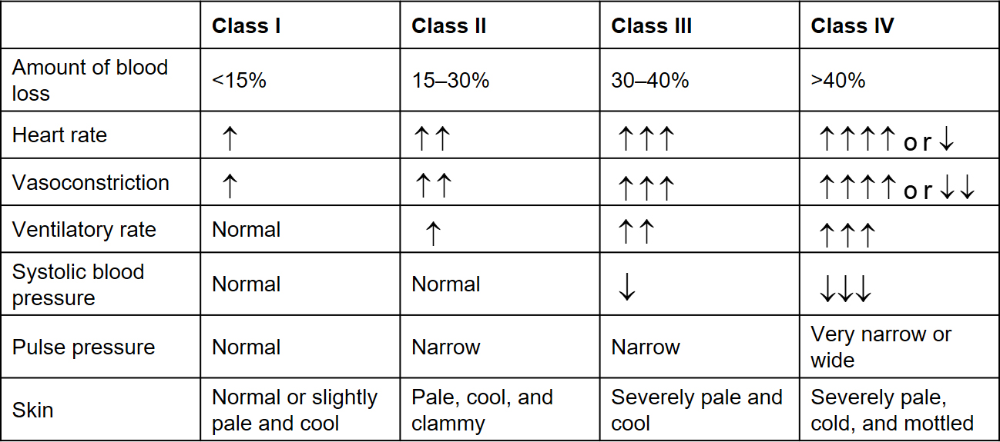 Class I Class II Class III Class IV
Amount of blood
loss
<15% 15–30% 30–40% >40%
Heart rate ↑ ↑↑ ↑↑↑ ↑↑↑↑ or ↓
Vasoconstriction ↑ ↑↑ ↑↑↑ ↑↑↑↑ or ↓↓
Ventilatory rate Normal ↑ ↑↑ ↑↑↑
Systolic blood
pressure
Normal Normal ↓ ↓↓↓
Pulse pressure Normal Narrow Narrow Very narrow or
wide
Skin
Normal or slightly
pale and cool
Pale, cool, and
clammy
Severely pale and
cool
Severely pale,
cold, and mottled